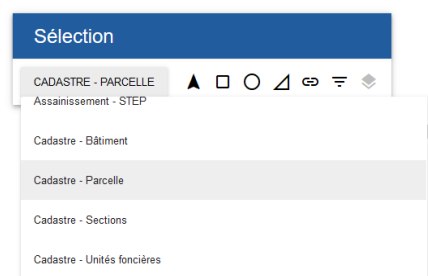 Sélection
CADASTRE - PARCELLE
Assainissement - STEP
Cadastre - Bâtiment
Cadastre - Parcelle
Cadastre - Sections
Cadastre - Unités foncières